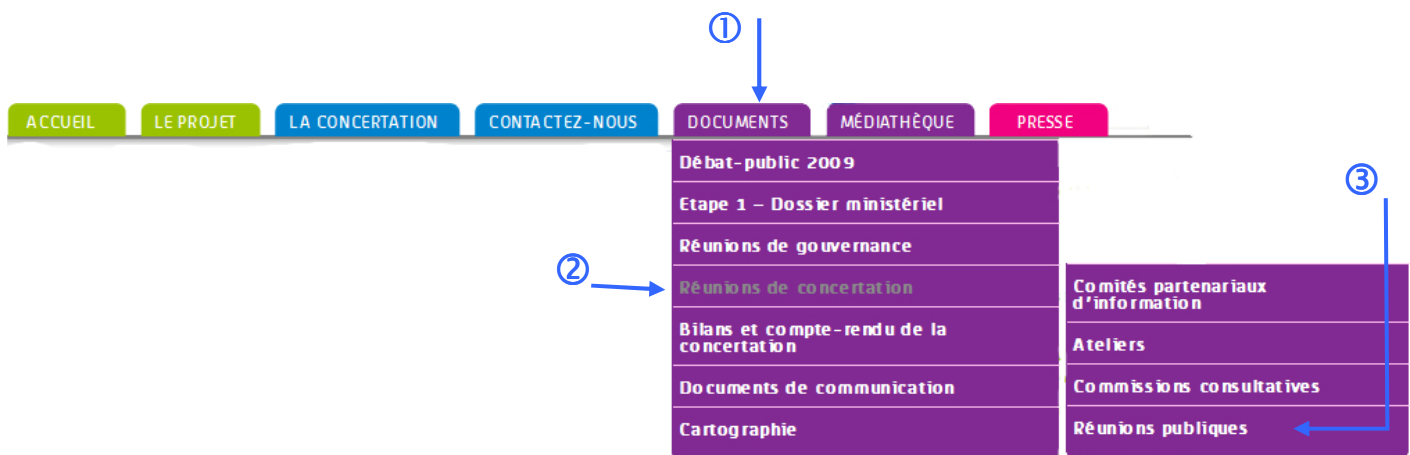 ①
ACCUEIL LE PROJET LA CONCERTATION CONTACTEZ-NOUS DOCUMENTS MÉDIATHÈQUE PRESSE
Débat-public 2009
Etape 1 – Dossier ministériel
Réunions de gouvernance
②
Réunions de concertation
Bilans et compte-rendu de la
concertation
Documents de communication
Cartographie
③
Comités partenariaux
d'information
Ateliers
Commissions consultatives
Réunions publiques